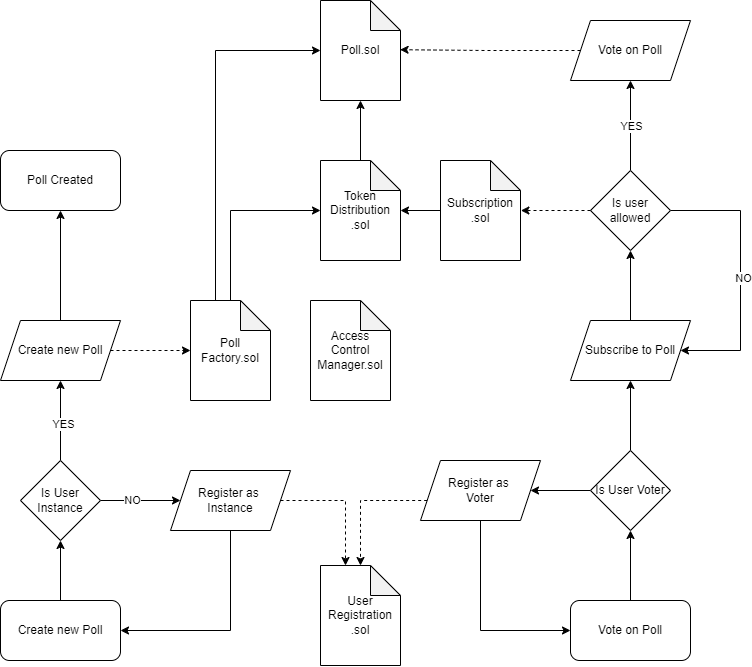 Poll.sol
Vote on Poll
YES
Poll Created
Token
Distribution
.sol
Subscription
.sol
Is user
allowed
NO
Create new Poll
Poll
Factory.sol
Access
Control
Manager.sol
Subscribe to Poll
YES
Is User
Instance
NO
Register as
Instance
Register as
Voter
Is User Voter
Create new Poll
User
Registration
.sol
Vote on Poll